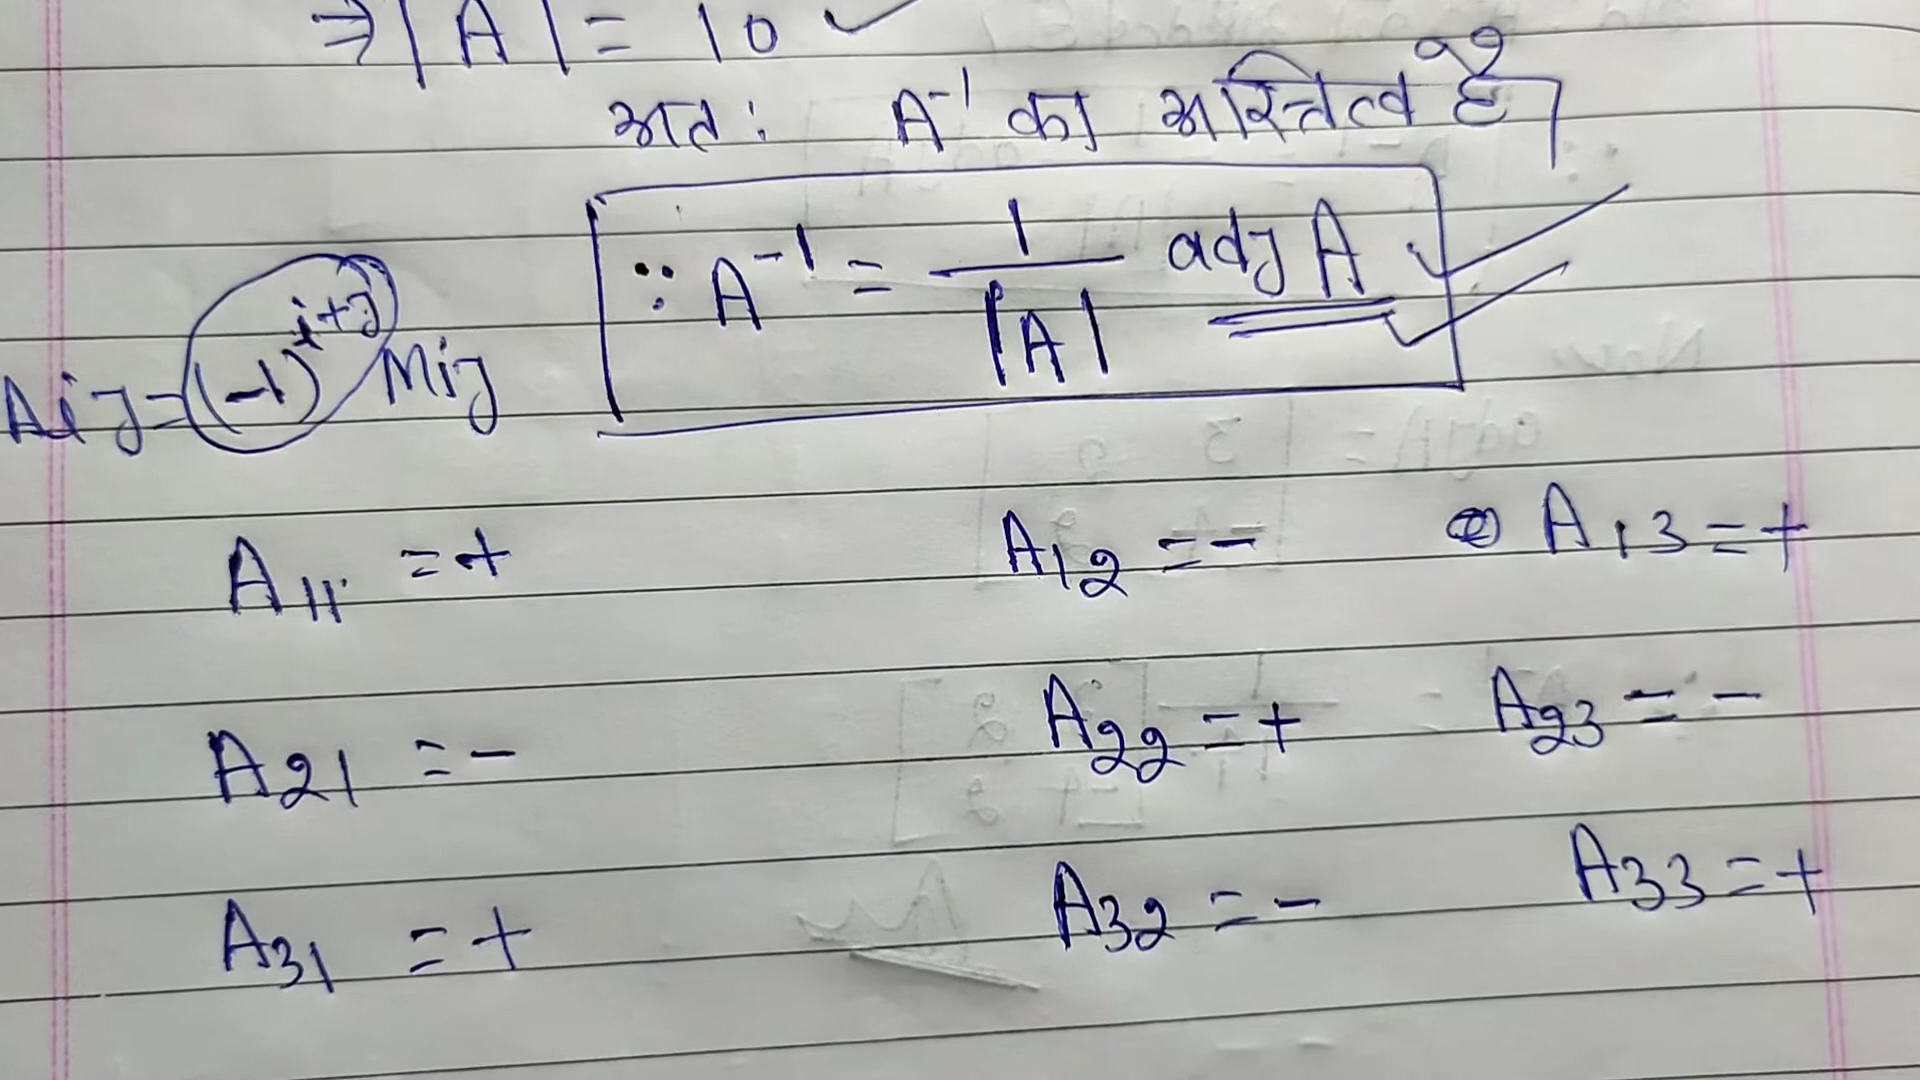 ⇒ |A| = 10 ✓
अतः A⁻¹ का अस्तित्व है।
∵ A⁻¹ = 1/|A| adj A
Aij = (-1)^i+j Mij
A11 = + A12 = - A13 = +
A21 = - A22 = + A23 = -
A31 = + A32 = - A33 = +